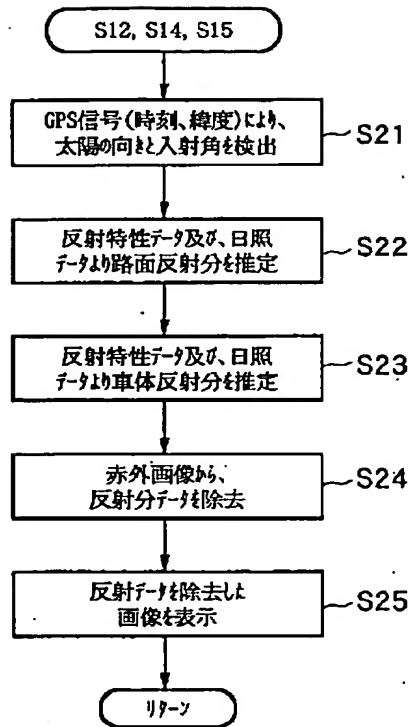 S12, S14, S15
GPS信号(時刻、緯度)により、
太陽の向きと入射角を検出
S21
反射特性データ及び、日照
データより路面反射分を推定
S22
反射特性データ及び、日照
データより車体反射分を推定
S23
赤外画像から、
反射分データを除去
S24
反射データを除去した
画像を表示
S25
リターン